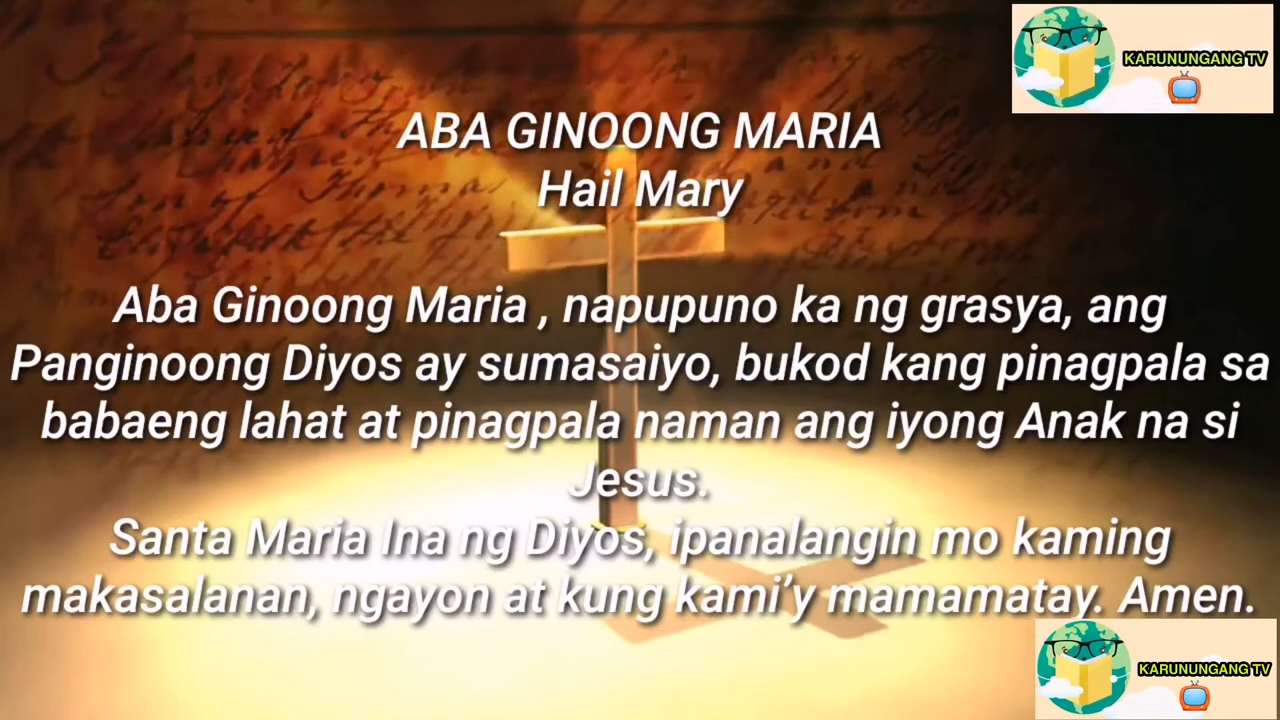 KARUNUNGANG TV
ABA GINOONG MARIA
Hail Mary
Aba Ginoong Maria , napupuno ka ng grasya, ang
Panginoong Diyos ay sumasaiyo, bukod kang pinagpala sa
babaeng lahat at pinagpala naman ang iyong Anak na si
Jesus.
Santa Maria Ina ng Diyos, ipanalangin mo kaming
makasalanan, ngayon at kung kami’y mamamatay. Amen.
KARUNUNGANG TV